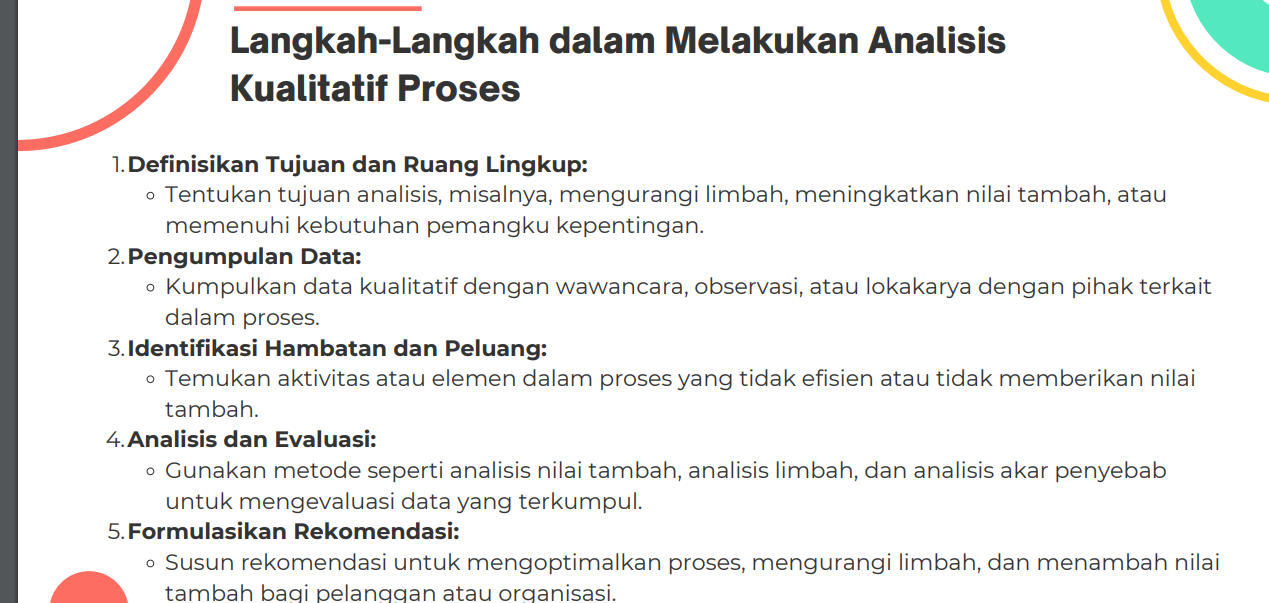 Langkah-Langkah dalam Melakukan Analisis
Kualitatif Proses
1. Definisikan Tujuan dan Ruang Lingkup:
◦ Tentukan tujuan analisis, misalnya, mengurangi limbah, meningkatkan nilai tambah, atau
memenuhi kebutuhan pemangku kepentingan.
2. Pengumpulan Data:
◦ Kumpulkan data kualitatif dengan wawancara, observasi, atau lokakarya dengan pihak terkait
dalam proses.
3. Identifikasi Hambatan dan Peluang:
◦ Temukan aktivitas atau elemen dalam proses yang tidak efisien atau tidak memberikan nilai
tambah.
4. Analisis dan Evaluasi:
◦ Gunakan metode seperti analisis nilai tambah, analisis limbah, dan analisis akar penyebab
untuk mengevaluasi data yang terkumpul.
5. Formulasikan Rekomendasi:
◦ Susun rekomendasi untuk mengoptimalkan proses, mengurangi limbah, dan menambah nilai
tambah bagi pelanggan atau organisasi.